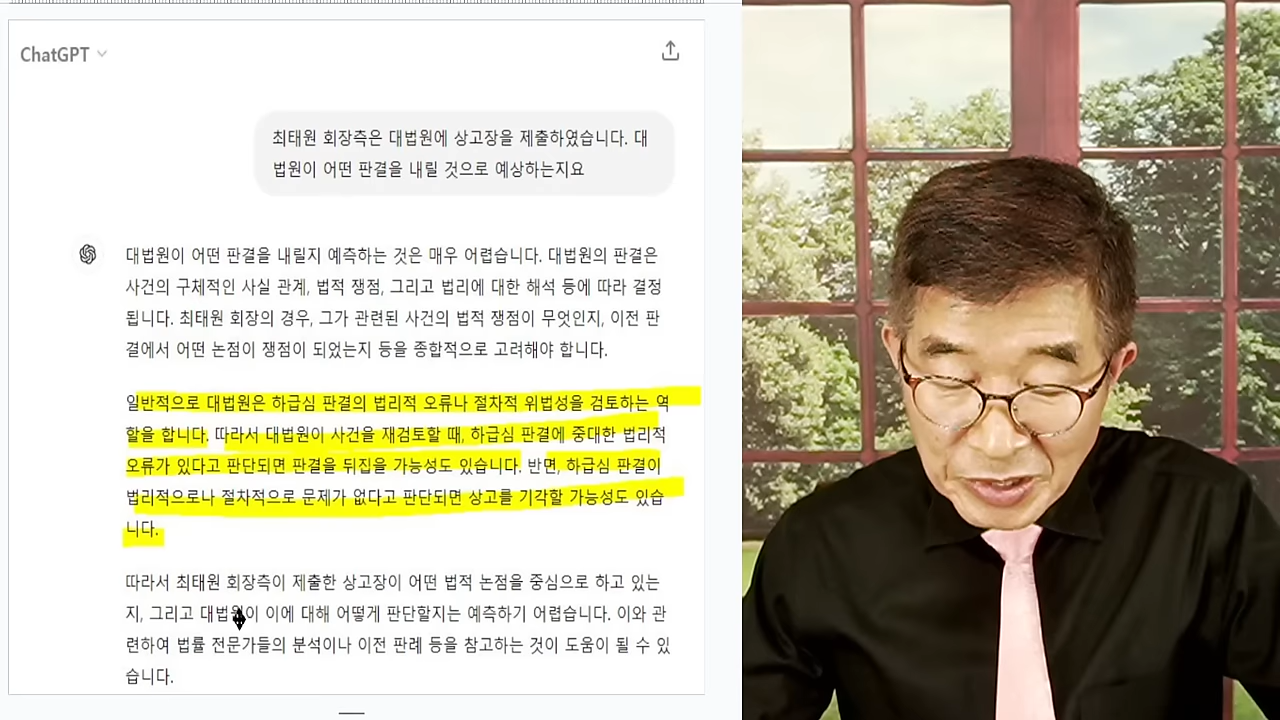 ChatGPT
최태원 회장측은 대법원에 상고장을 제출하였습니다. 대
법원이 어떤 판결을 내릴 것으로 예상하는지요
대법원이 어떤 판결을 내릴지 예측하는 것은 매우 어렵습니다. 대법원의 판결은
사건의 구체적인 사실 관계, 법적 쟁점, 그리고 법리에 대한 해석 등에 따라 결정
됩니다. 최태원 회장의 경우, 그가 관련된 사건의 법적 쟁점이 무엇인지, 이전 판
결에서 어떤 논점이 쟁점이 되었는지 등을 종합적으로 고려해야 합니다.
일반적으로 대법원은 하급심 판결의 법리적 오류나 절차적 위법성을 검토하는 역
할을 합니다. 따라서 대법원이 사건을 재검토할 때, 하급심 판결에 중대한 법리적
오류가 있다고 판단되면 판결을 뒤집을 가능성도 있습니다. 반면, 하급심 판결이
법리적으로나 절차적으로 문제가 없다고 판단되면 상고를 기각할 가능성도 있습
니다.
따라서 최태원 회장측이 제출한 상고장이 어떤 법적 논점을 중심으로 하고 있는
지, 그리고 대법원이 이에 대해 어떻게 판단할지는 예측하기 어렵습니다. 이와 관
련하여 법률 전문가들의 분석이나 이전 판례 등을 참고하는 것이 도움이 될 수 있
습니다.